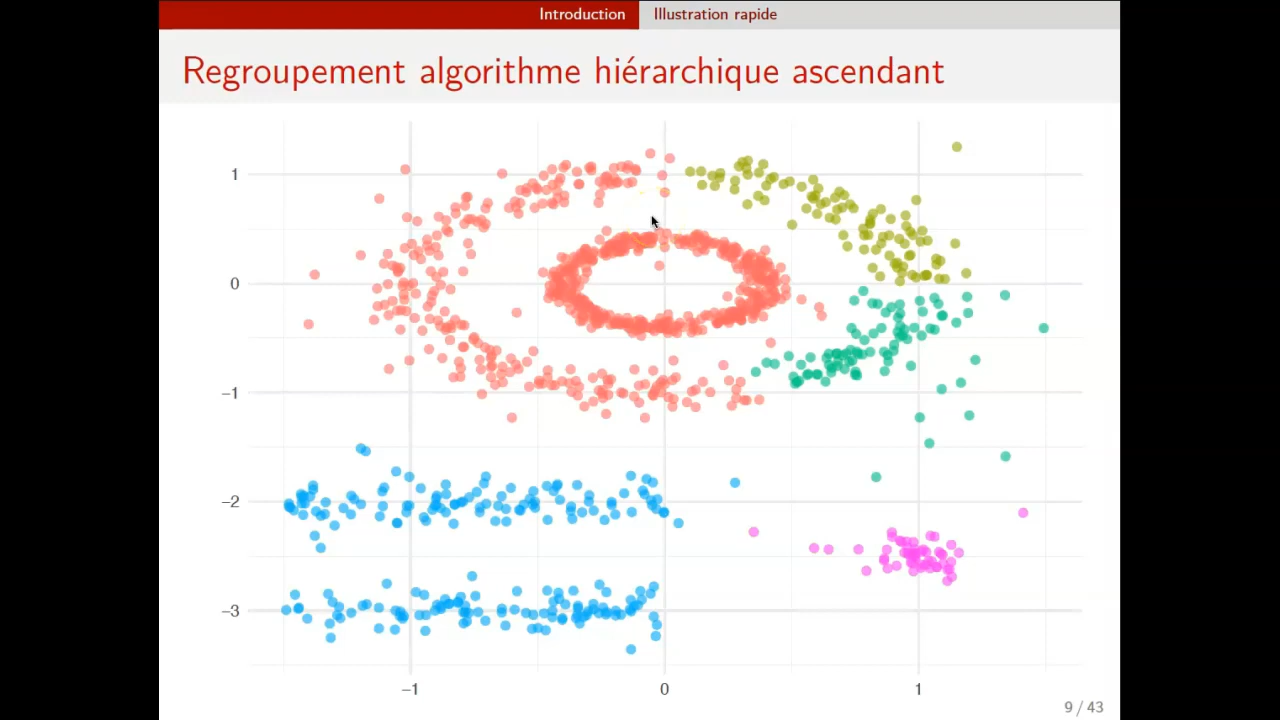 Introduction Illustration rapide
Regroupement algorithme hiérarchique ascendant
1
0
−1
−2
−3
−1 0 1
9 / 43